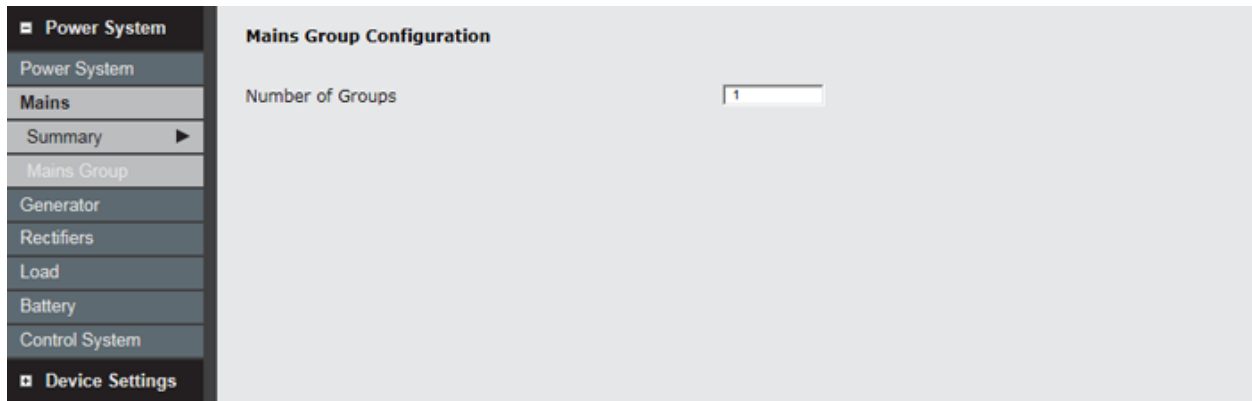 Power System
Power System
Mains
Summary
Mains Group
Generator
Rectifiers
Load
Battery
Control System
Device Settings
Mains Group Configuration
Number of Groups 1